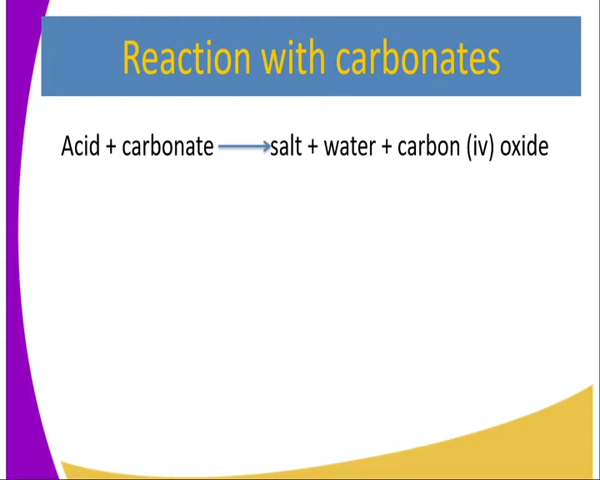 Reaction with carbonates
Acid + carbonate ⟶ salt + water + carbon (iv) oxide